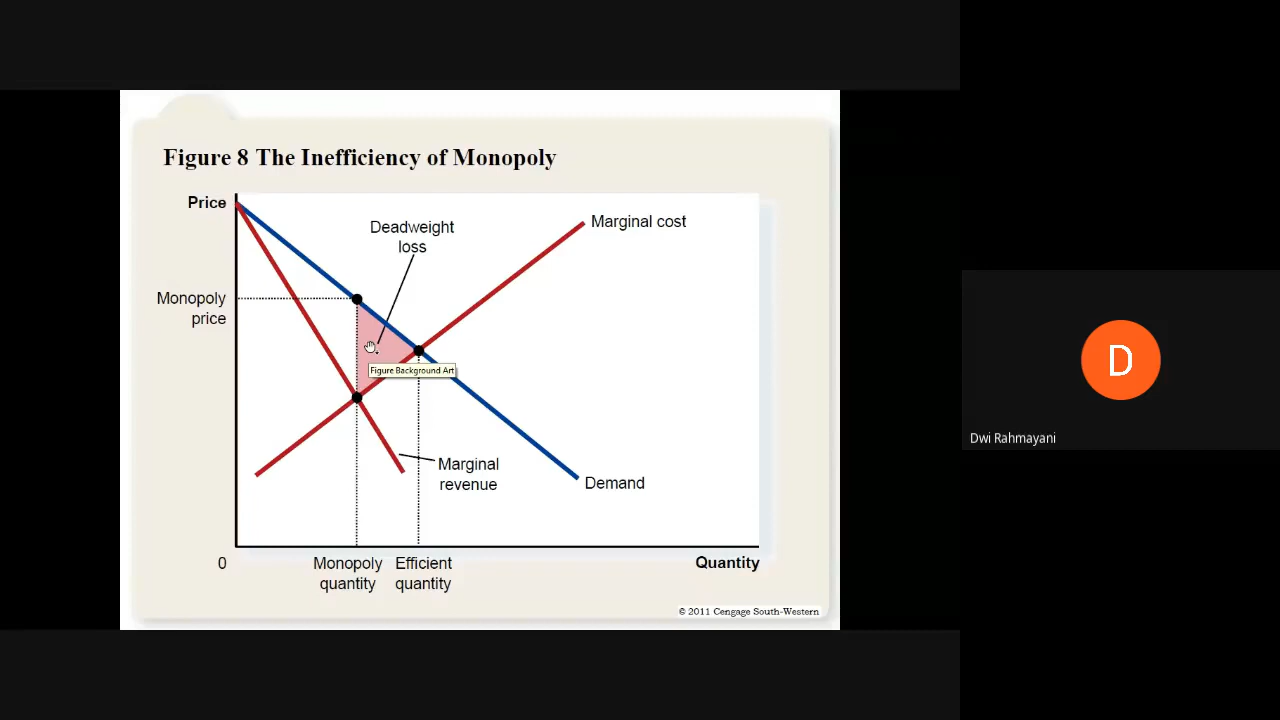 Figure 8 The Inefficiency of Monopoly
Price
Deadweight
loss
Marginal cost
Monopoly
price
Figure Background Art
Marginal
revenue
Demand
0
Monopoly
quantity
Efficient
quantity
Quantity
© 2011 Cengage South-Western
D
Dwi Rahmayani